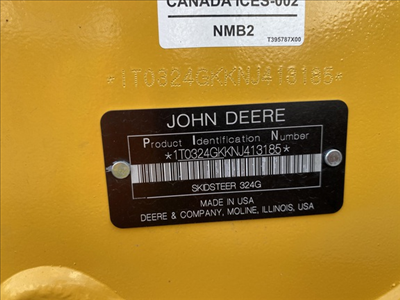 CANADA ICES-002
NMB2
T395787X00
*1T0324GKKNJ413185*
JOHN DEERE
Product Identification Number
*1T0324GKKNJ413185*
SKIDSTEER 324G
MADE IN USA
DEERE & COMPANY, MOLINE, ILLINOIS, USA